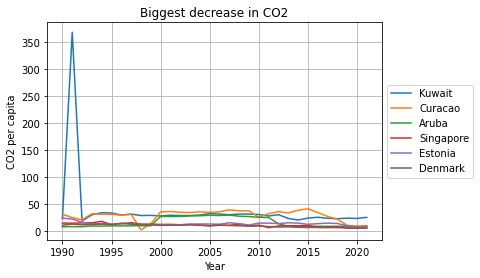 Biggest decrease in CO2
CO2 per capita
350
300
250
200
150
100
50
0
1990
1995
2000
2005
2010
2015
2020
Year
Kuwait
Curacao
Aruba
Singapore
Estonia
Denmark